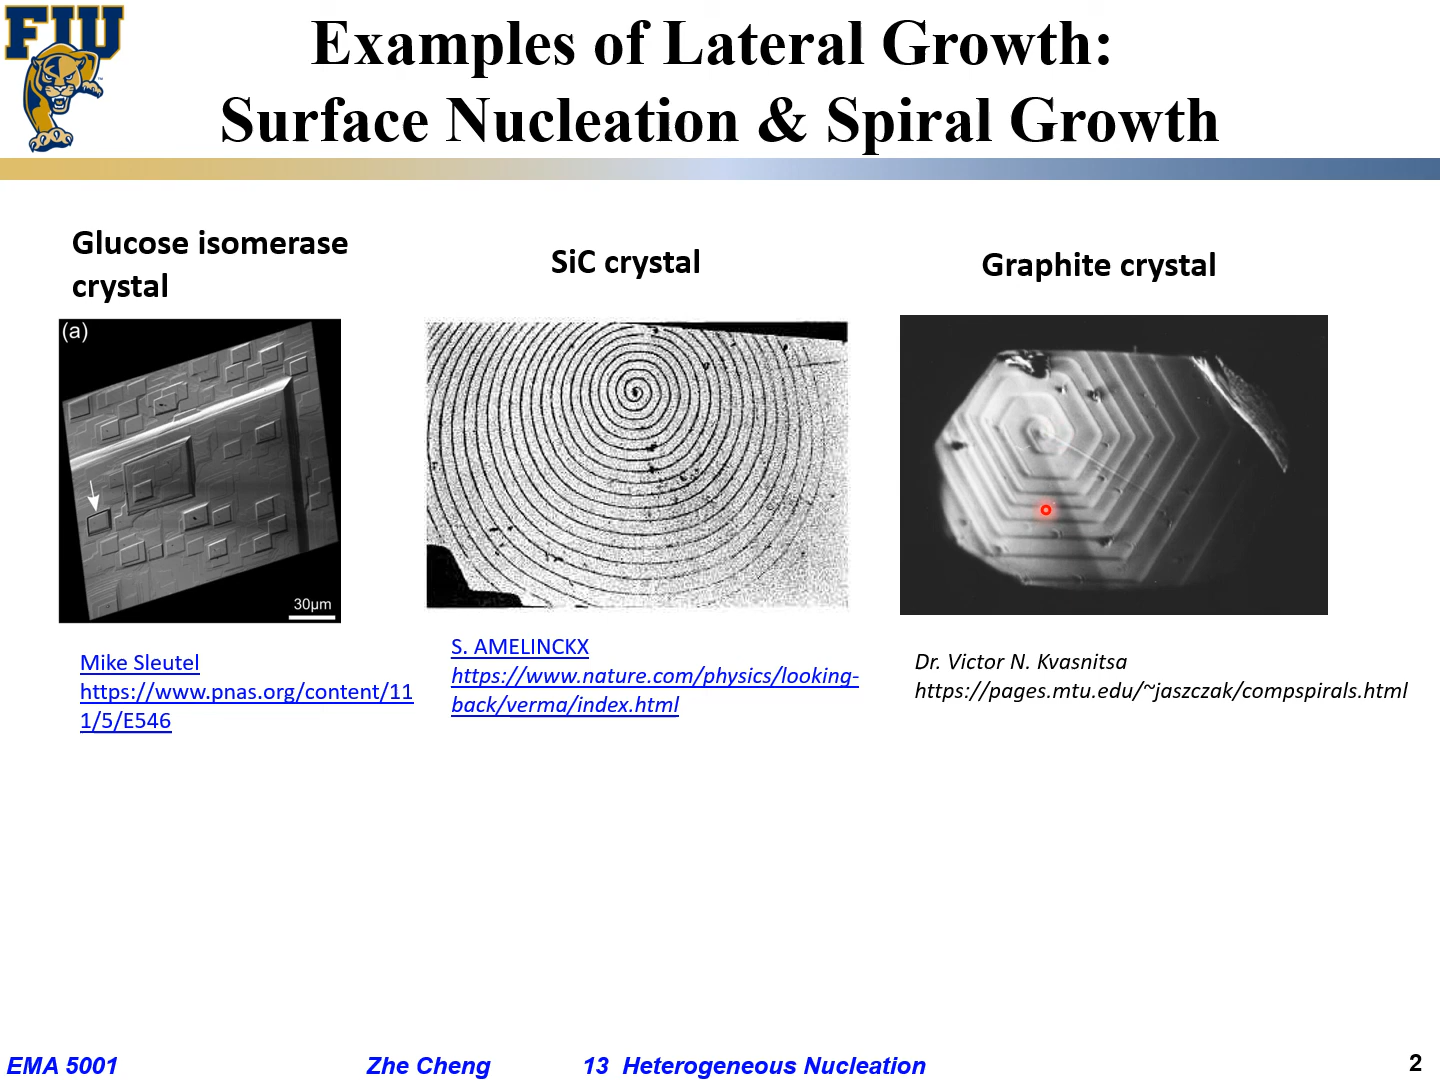 FIU
Examples of Lateral Growth:
Surface Nucleation & Spiral Growth
Glucose isomerase
crystal
SiC crystal
Graphite crystal
(a)
30µm
Mike Sleutel
https://www.pnas.org/content/11
1/5/E546
S. AMELINCKX
https://www.nature.com/physics/looking-
back/verma/index.html
Dr. Victor N. Kvasnitsa
https://pages.mtu.edu/~jaszczak/compspirals.html
EMA 5001
Zhe Cheng
13 Heterogeneous Nucleation
2